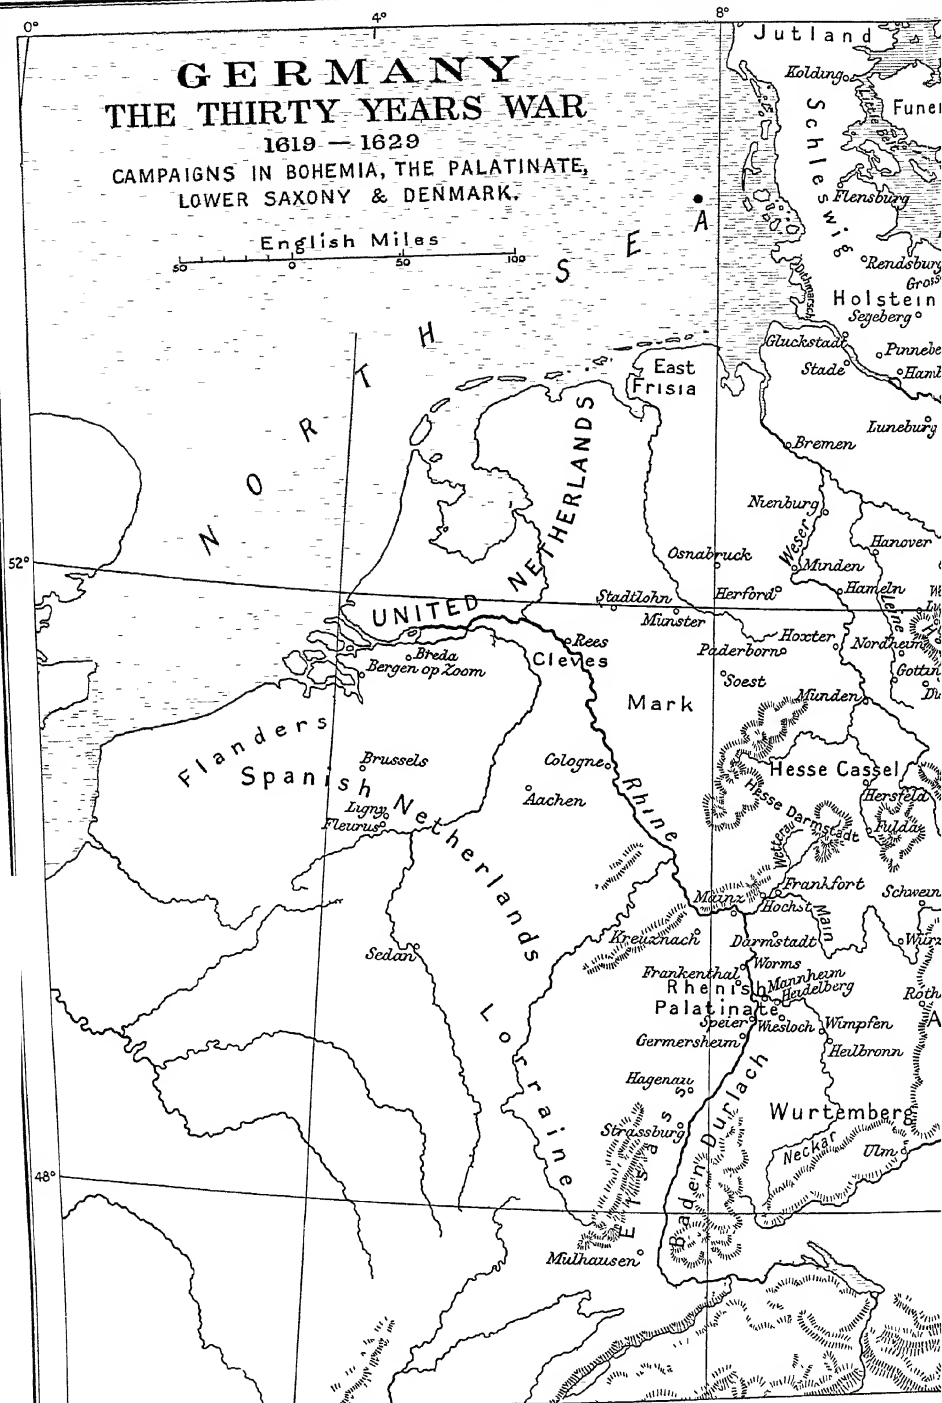 0°
4°
8°
GERMANY
THE THIRTY YEARS WAR
1619 — 1629
CAMPAIGNS IN BOHEMIA, THE PALATINATE,
LOWER SAXONY & DENMARK.
English Miles
50 0 50 100
NORTH SEA
Jutland
Kolding
Schleswig
Little Belt
Flensburg
Rendsburg
Dithmarsch
Holstein
Segeberg
Gluckstadt
Stade
East
Frisia
Luneburg
Bremen
Nienburg
Weser
Hanover
Osnabruck
Minden
52°
UNITED NETHERLANDS
Stadtlohn
Herford
Hameln
Munster
Leine
Hoxter
Nordheim
Rees
Paderborn
Breda
Cleves
Bergen op Zoom
Soest
Munden
Mark
Flanders
Brussels
Cologne
Spanish Netherlands
Hesse Cassel
Aachen
Rhine
Hersfeld
Ligny
Fleurus
Hesse Darmstadt
Fulda
Wetterau
Frankfort
Mainz
Hochst
Main
Kreuznach
Darmstadt
Sedan
Worms
Frankenthal
Mannheim
Rhenish
Palatinate
Heidelberg
Speier
Wiesloch
Wimpfen
Germersheim
Heilbronn
Lorraine
Hagenau
Elsass
Strassburg
Baden Durlach
Wurtemberg
Neckar
Ulm
48°
Mulhausen